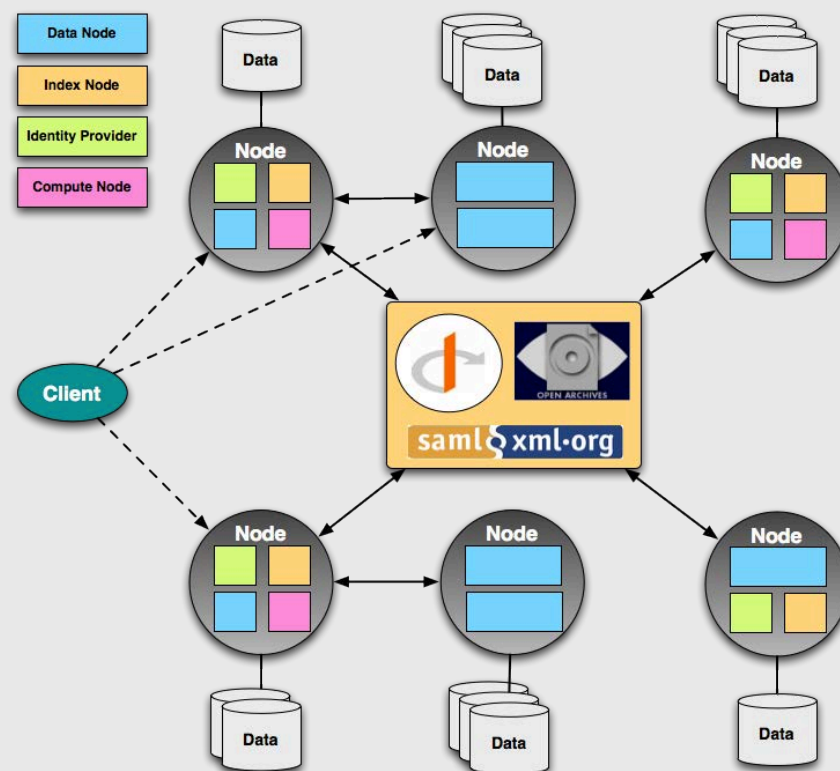 Data Node
Index Node
Identity Provider
Compute Node
Data
Data
Data
Node
Node
Node
Client
OPEN ARCHIVES
saml xml·org
Node
Node
Node
Data
Data
Data